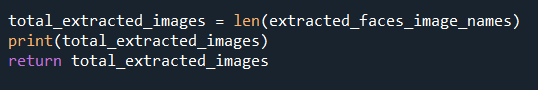 total_extracted_images = len(extracted_faces_image_names)
print(total_extracted_images)
return total_extracted_images